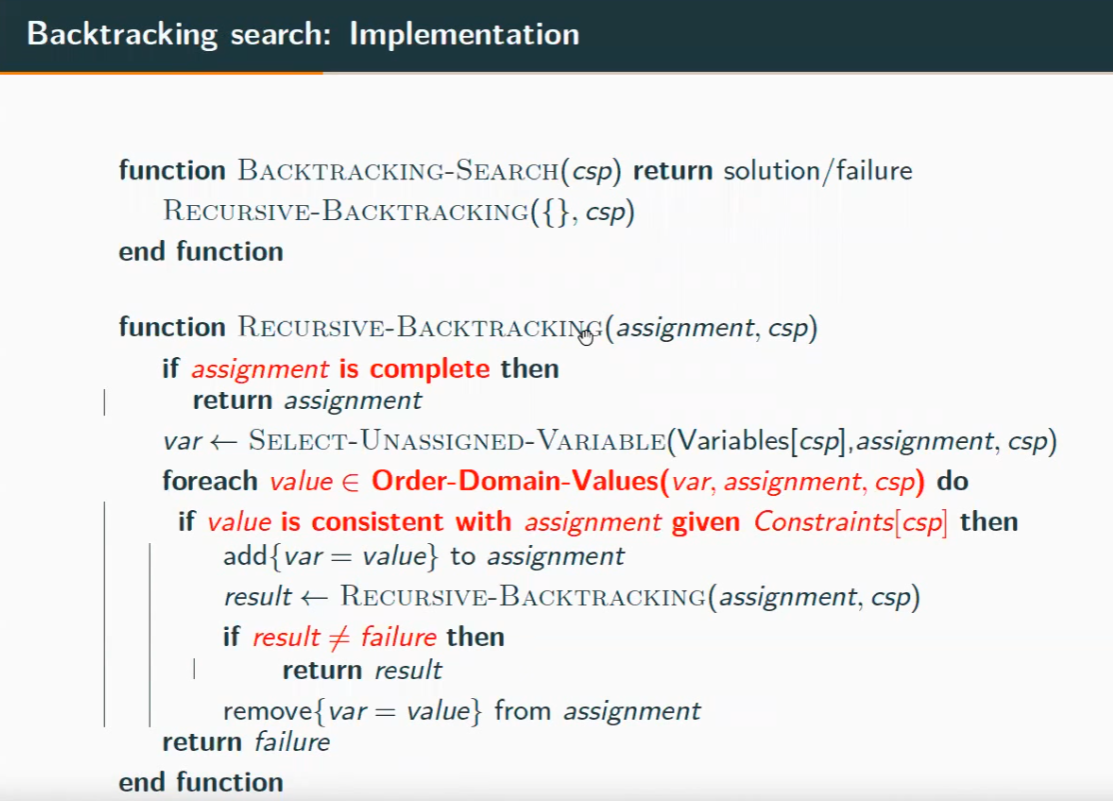 Backtracking search: Implementation
function BACKTRACKING-SEARCH(csp) return solution/failure
RECURSIVE-BACKTRACKING({}, csp)
end function
function RECURSIVE-BACKTRACKING(assignment, csp)
if assignment is complete then
return assignment
var ← SELECT-UNASSIGNED-VARIABLE(Variables[csp],assignment, csp)
foreach value ∈ Order-Domain-Values(var, assignment, csp) do
if value is consistent with assignment given Constraints[csp] then
add{var = value} to assignment
result ← RECURSIVE-BACKTRACKING(assignment, csp)
if result ≠ failure then
return result
remove{var = value} from assignment
return failure
end function